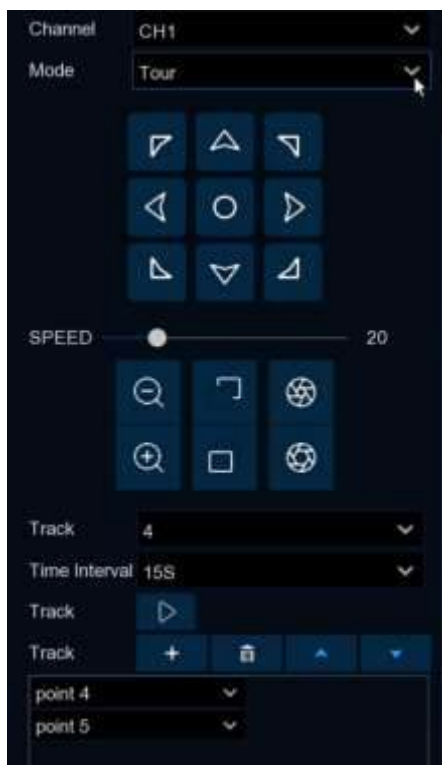 Channel CH1
Mode Tour
SPEED 20
Track 4
Time Interval 15S
Track
Track
point 4
point 5